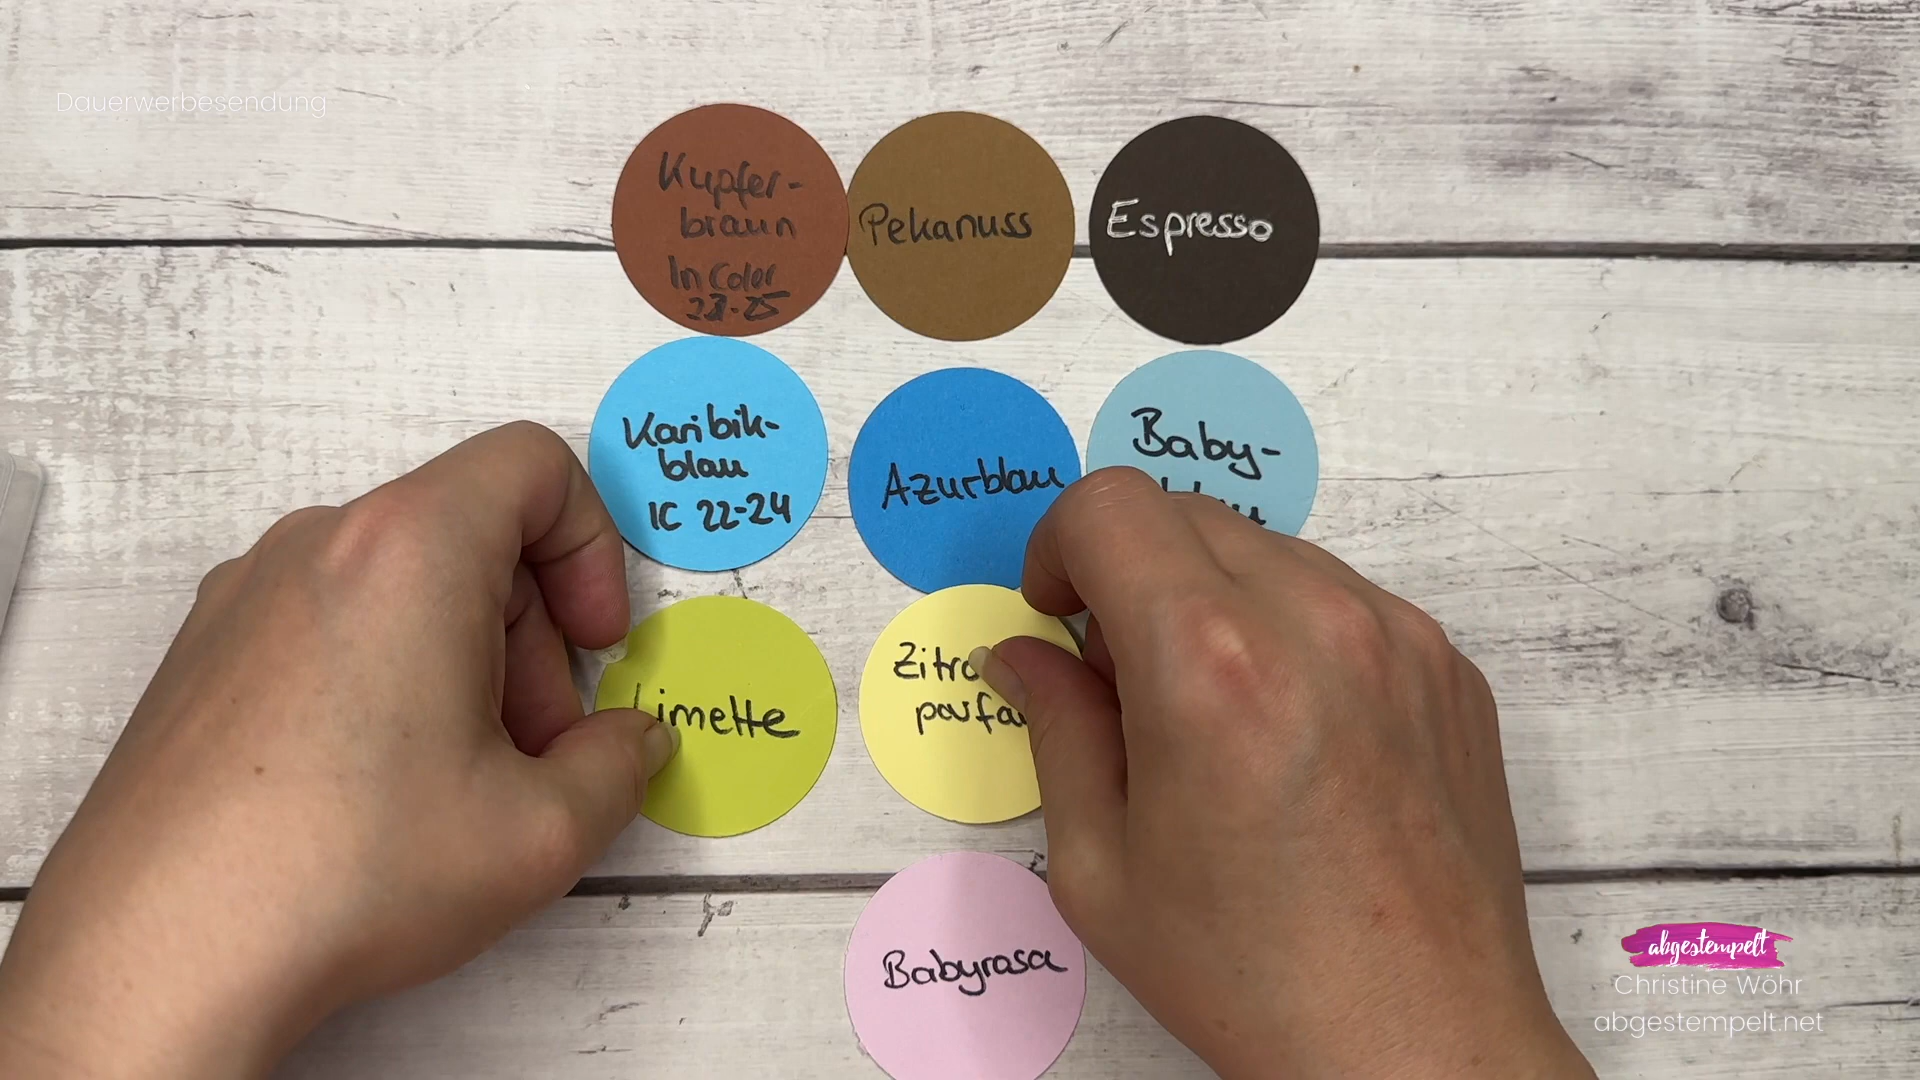 Dauerwerbesendung
Kupfer-
braun
In Color
23-25
Pekanuss
Espresso
Karibik-
blau
IC 22-24
Azurblau
Baby-
Limette
Babyrosa
abgestempelt
Christine Wöhr
abgestempelt.net